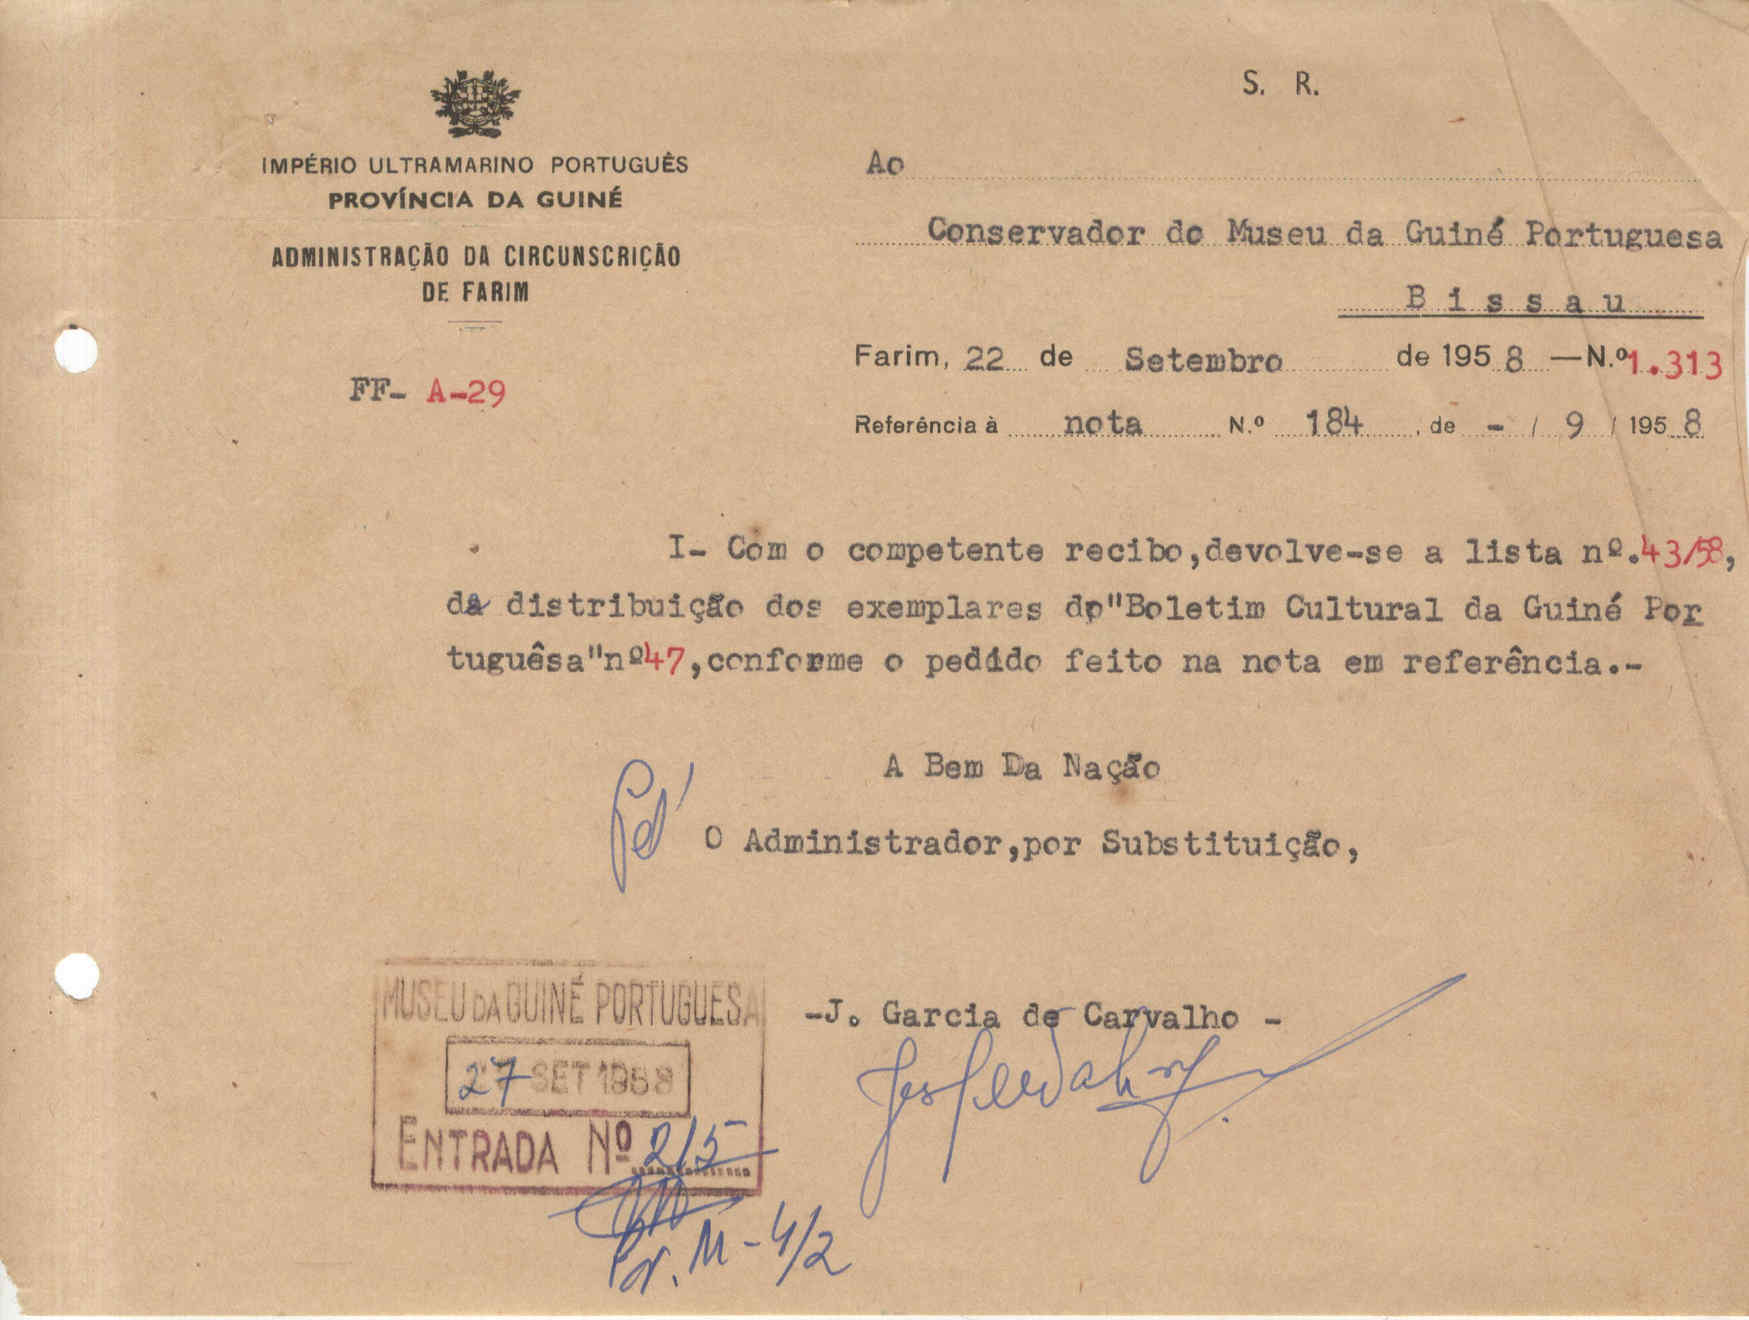 S. R.
IMPÉRIO ULTRAMARINO PORTUGUÊS
PROVÍNCIA DA GUINÉ
ADMINISTRAÇÃO DA CIRCUNSCRIÇÃO
DE FARIM
FF- A-29
Ao
Conservador do Museu da Guiné Portuguesa
Bissau
Farim, 22 de Setembro de 1958 — N.º 1.313
Referência à nota N.º 184, de - / 9 / 1958
I- Com o competente recibo,devolve-se a lista nº.43/58,
da distribuição dos exemplares do"Boletim Cultural da Guiné Por
tuguêsa"nº47,conforme o pedido feito na nota em referência.-
A Bem Da Nação
O Administrador,por Substituição,
-J. Garcia de Carvalho -
MUSEU DA GUINÉ PORTUGUESA
27 SET 1958
ENTRADA Nº 215
M-4/2